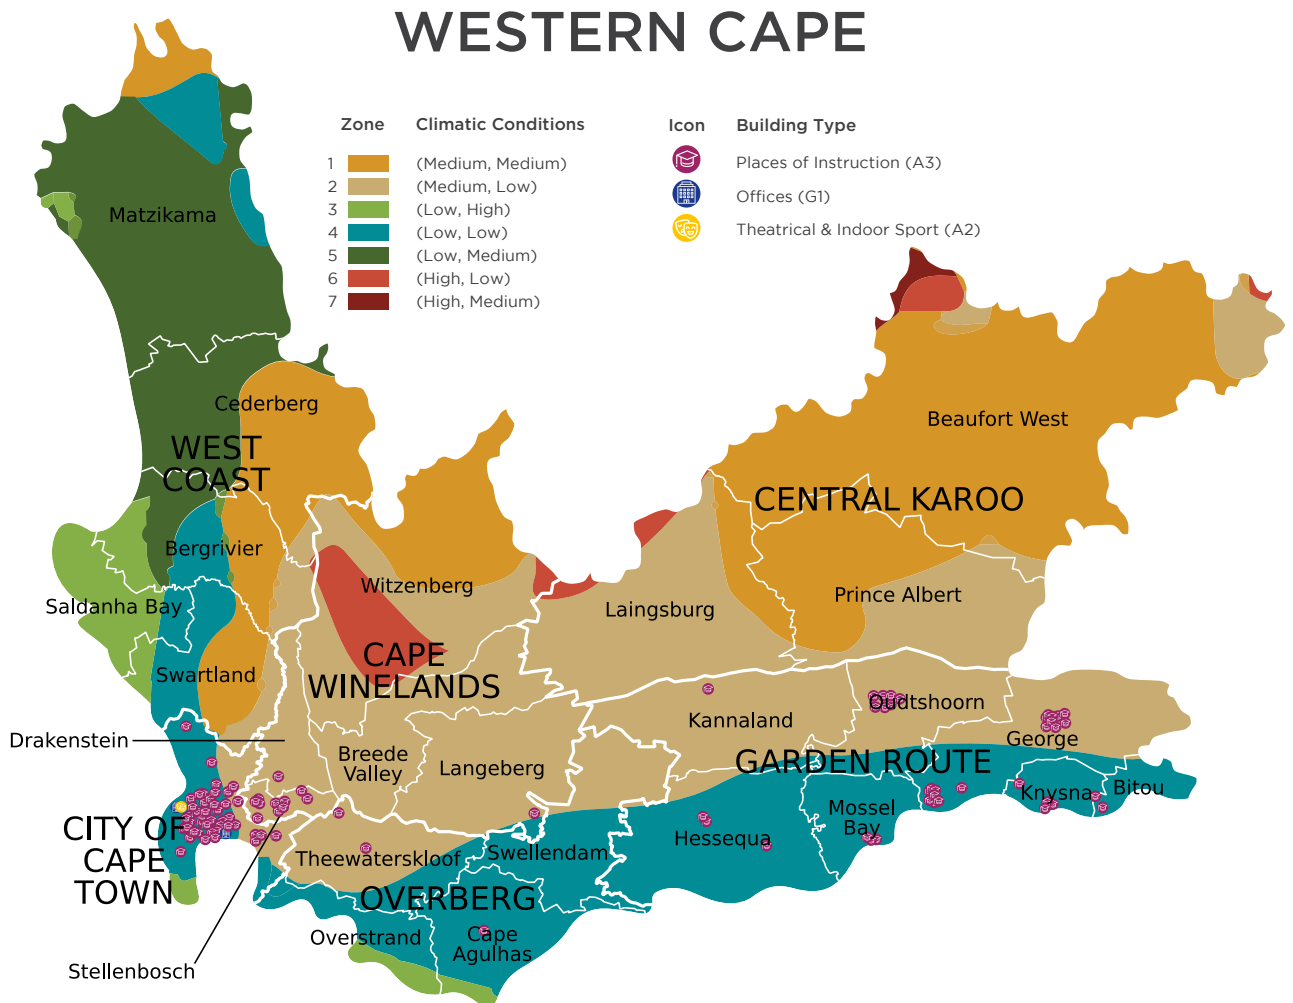 WESTERN CAPE
Zone Climatic Conditions
1 (Medium, Medium)
2 (Medium, Low)
3 (Low, High)
4 (Low, Low)
5 (Low, Medium)
6 (High, Low)
7 (High, Medium)
Icon Building Type
Places of Instruction (A3)
Offices (G1)
Theatrical & Indoor Sport (A2)
Matzikama
Cederberg
WEST
COAST
Bergrivier
Saldanha Bay
Swartland
Witzenberg
CAPE
WINELANDS
Drakenstein
Breede
Valley
Langeberg
Laingsburg
Beaufort West
CENTRAL KAROO
Prince Albert
Kannaland
Oudtshoorn
George
GARDEN ROUTE
Knysna
Bitou
Mossel
Bay
Hessequa
CITY OF
CAPE
TOWN
Theewaterskloof
Swellendam
OVERBERG
Overstrand
Cape
Agulhas
Stellenbosch